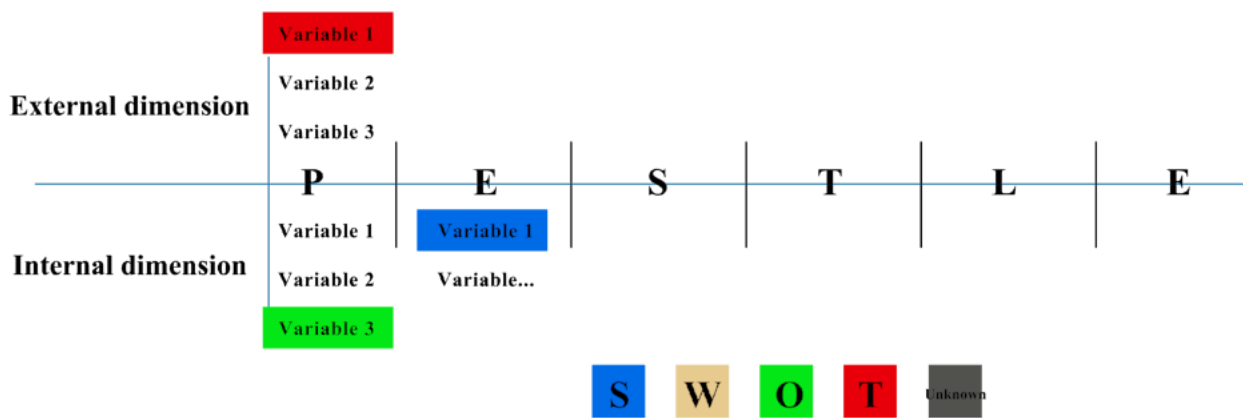 Variable 1
Variable 2
External dimension
Variable 3
P E S T L E
Variable 1 Variable 1
Internal dimension
Variable 2 Variable...
Variable 3
S W O T Unknown